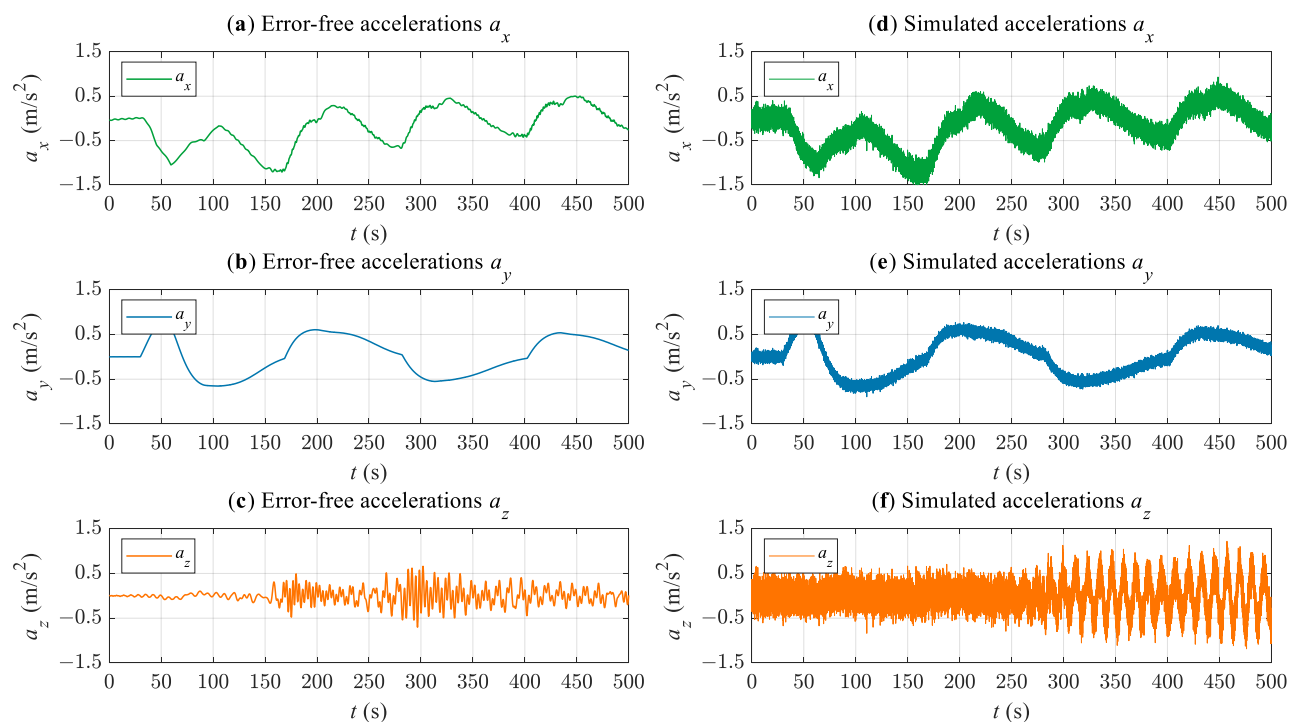 (a) Error-free accelerations a_x
1.5
0.5
−0.5
−1.5
a_x (m/s²)
a_x
0 50 100 150 200 250 300 350 400 450 500
t (s)
(b) Error-free accelerations a_y
1.5
0.5
−0.5
−1.5
a_y (m/s²)
a_y
0 50 100 150 200 250 300 350 400 450 500
t (s)
(c) Error-free accelerations a_z
1.5
0.5
−0.5
−1.5
a_z (m/s²)
a_z
0 50 100 150 200 250 300 350 400 450 500
t (s)
(d) Simulated accelerations a_x
1.5
0.5
−0.5
−1.5
a_x (m/s²)
a_x
0 50 100 150 200 250 300 350 400 450 500
t (s)
(e) Simulated accelerations a_y
1.5
0.5
−0.5
−1.5
a_y (m/s²)
a_y
0 50 100 150 200 250 300 350 400 450 500
t (s)
(f) Simulated accelerations a_z
1.5
0.5
−0.5
−1.5
a_z (m/s²)
a_z
0 50 100 150 200 250 300 350 400 450 500
t (s)